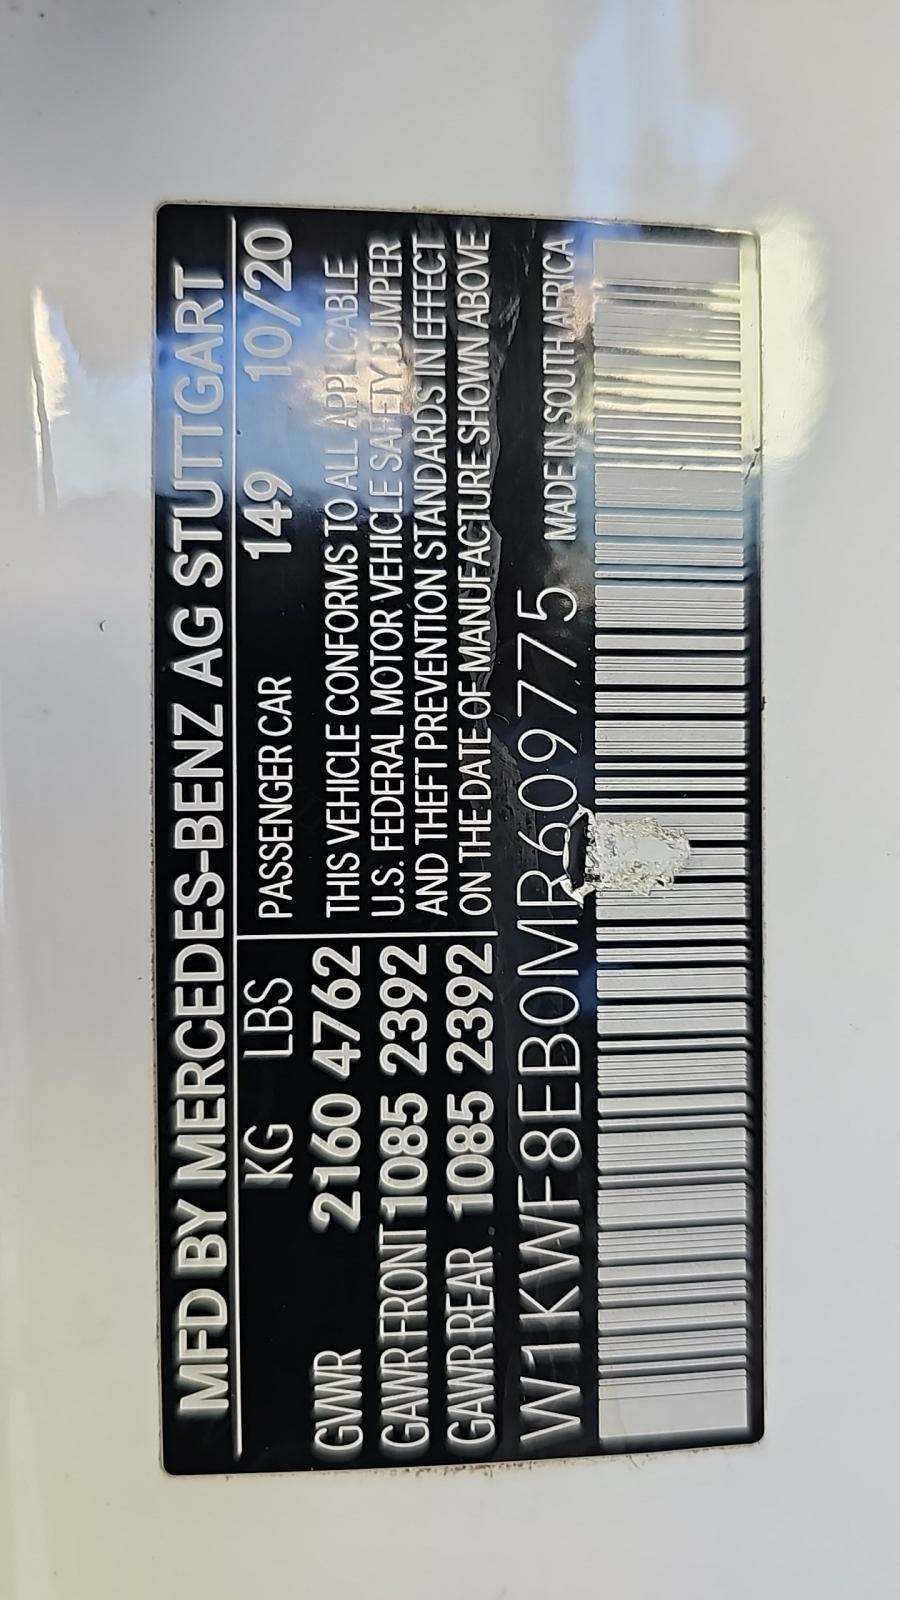 MFD BY MERCEDES-BENZ AG STUTTGART
KG LBS PASSENGER CAR 149 10/20
GVWR 2160 4762 THIS VEHICLE CONFORMS TO ALL APPLICABLE
GAWR FRONT 1085 2392 U.S. FEDERAL MOTOR VEHICLE SAFETY BUMPER
AND THEFT PREVENTION STANDARDS IN EFFECT
GAWR REAR 1085 2392 ON THE DATE OF MANUFACTURE SHOWN ABOVE
W1KWF8EB0MR609775 MADE IN SOUTH AFRICA